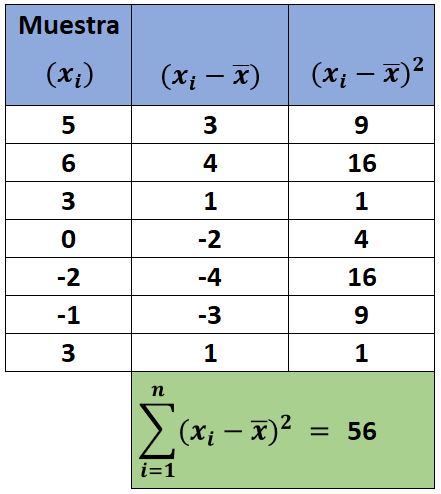 Muestra
(xᵢ) (xᵢ − x̅) (xᵢ − x̅)²
5 3 9
6 4 16
3 1 1
0 -2 4
-2 -4 16
-1 -3 9
3 1 1
n
∑(xᵢ − x̅)² = 56
i=1